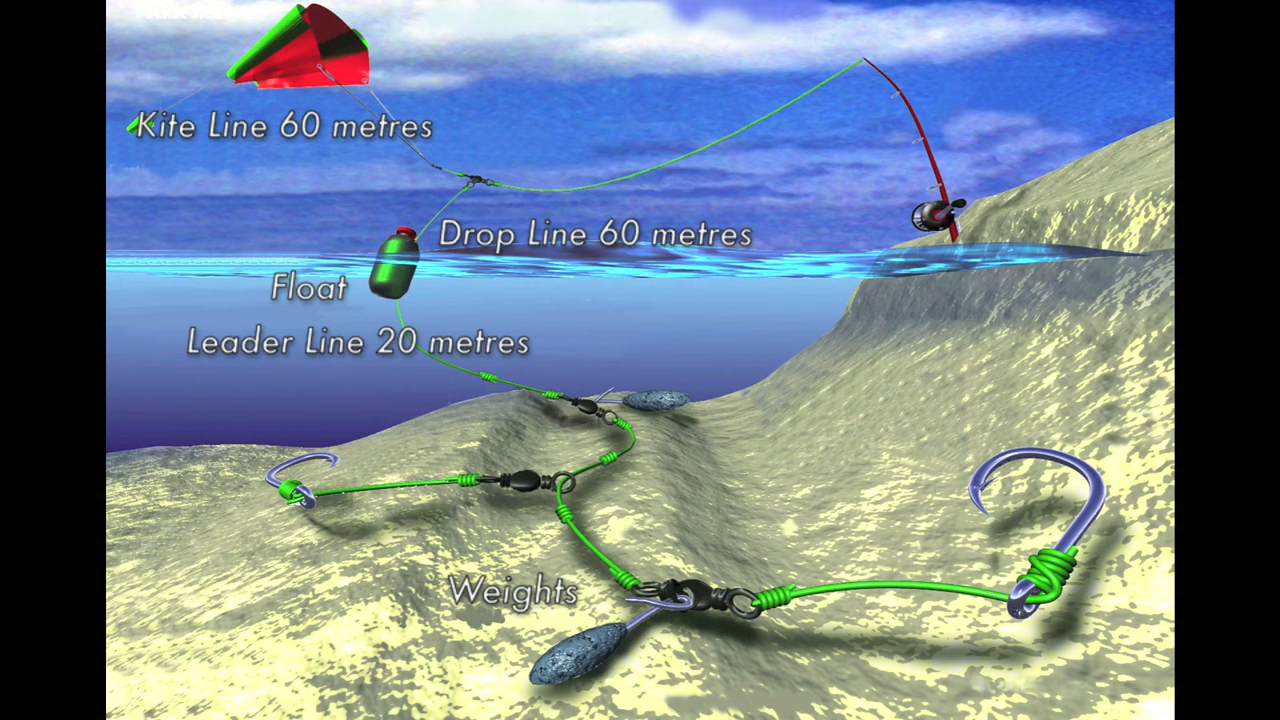 Kite Line 60 metres
Drop Line 60 metres
Float
Leader Line 20 metres
Weights